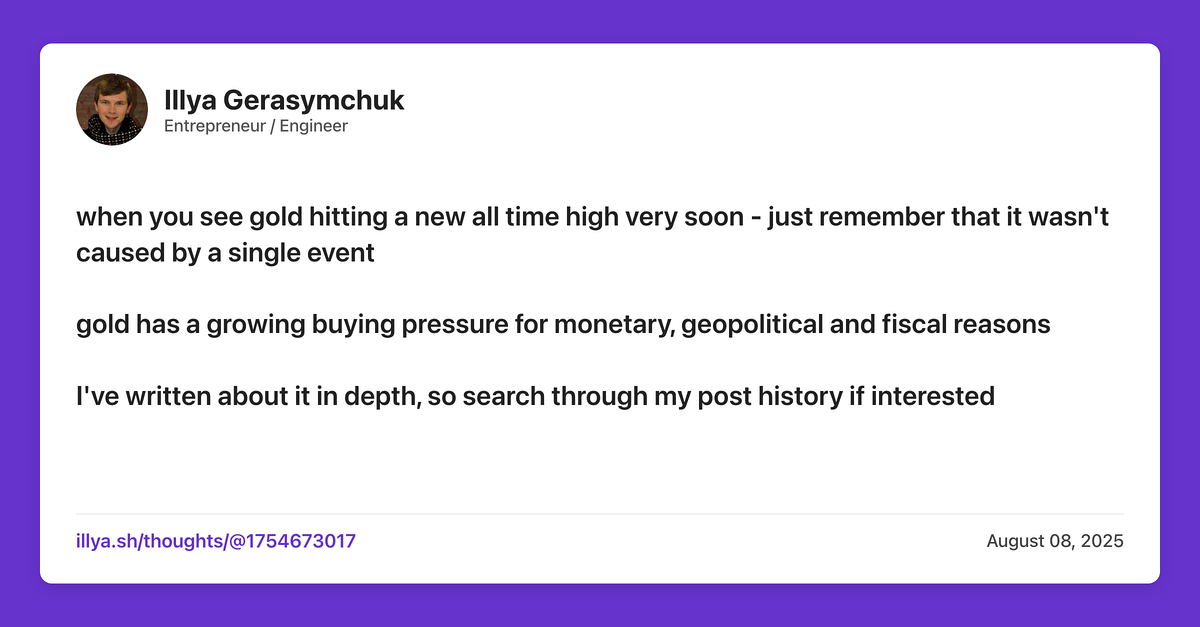 Illya Gerasymchuk
Entrepreneur / Engineer
when you see gold hitting a new all time high very soon - just remember that it wasn't
caused by a single event
gold has a growing buying pressure for monetary, geopolitical and fiscal reasons
I've written about it in depth, so search through my post history if interested
illya.sh/thoughts/@1754673017
August 08, 2025